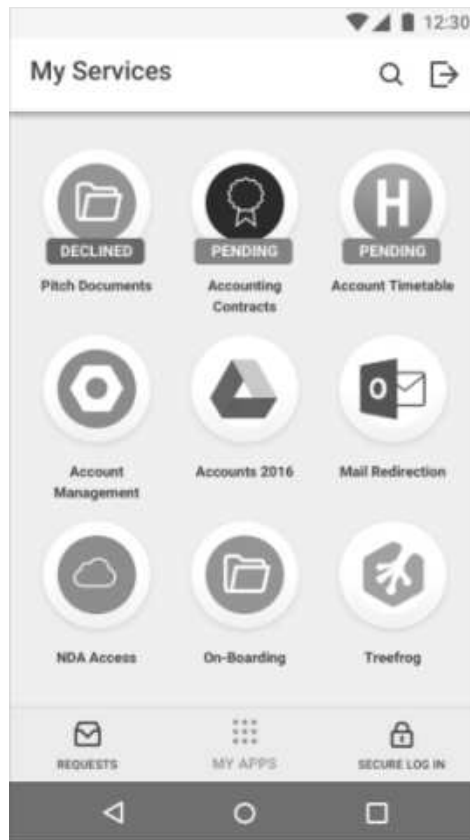 12:30
My Services
DECLINED
PENDING
PENDING
Pitch Documents
Accounting
Contracts
Account Timetable
Account
Management
Accounts 2016
Mail Redirection
NDA Access
On-Boarding
Treefrog
REQUESTS
MY APPS
SECURE LOG IN